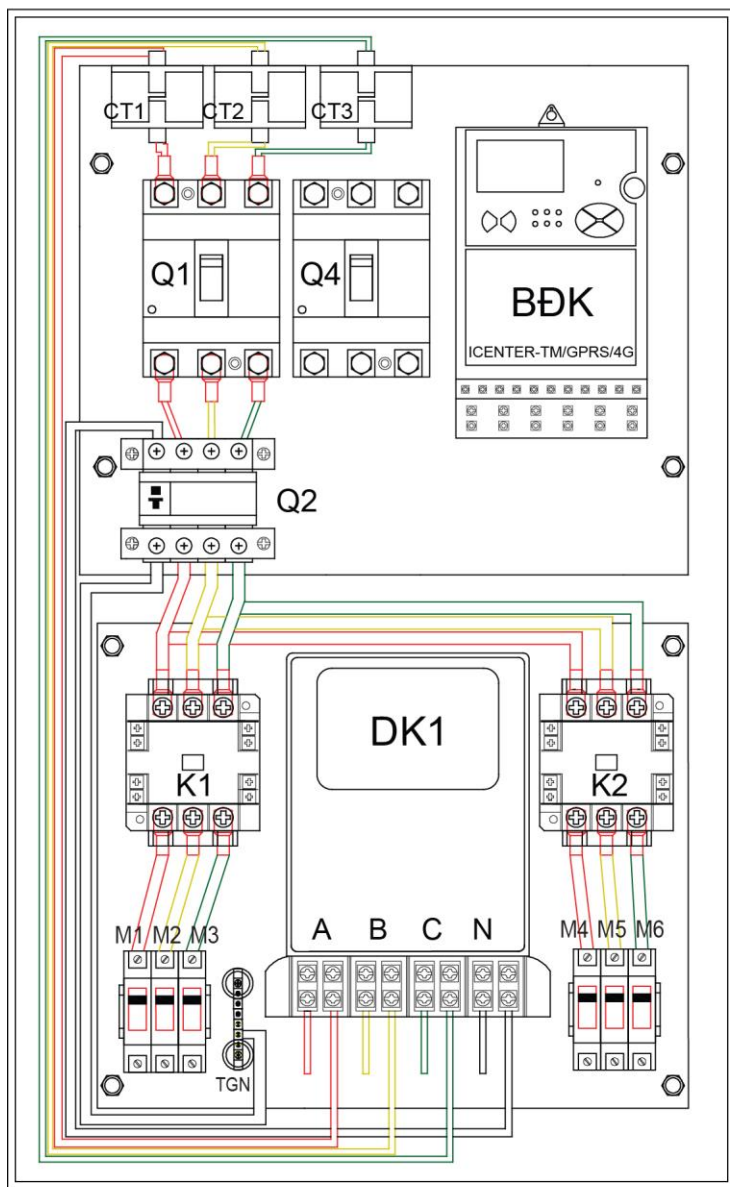 CT1 CT2 CT3
Q1 Q4
BĐK
ICENTER-TM/GPRS/4G
Q2
DK1
K1 K2
A B C N
M1 M2 M3
M4 M5 M6
TGN